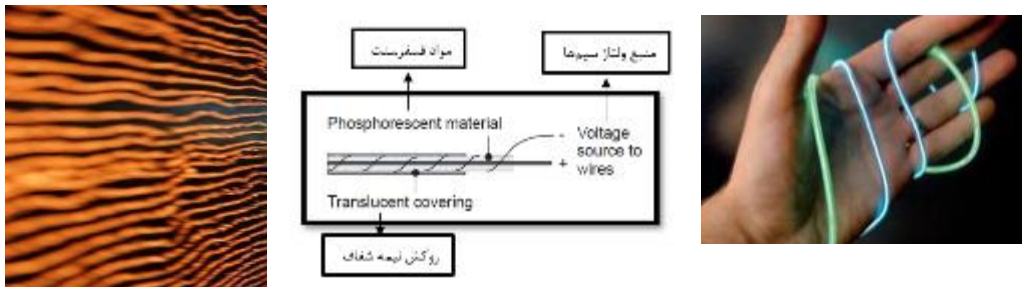 مواد فسفرسنت
منبع ولتاژ سیم‌ها
Phosphorescent material
- Voltage
source to
+ wires
Translucent covering
روکش نیمه شفاف